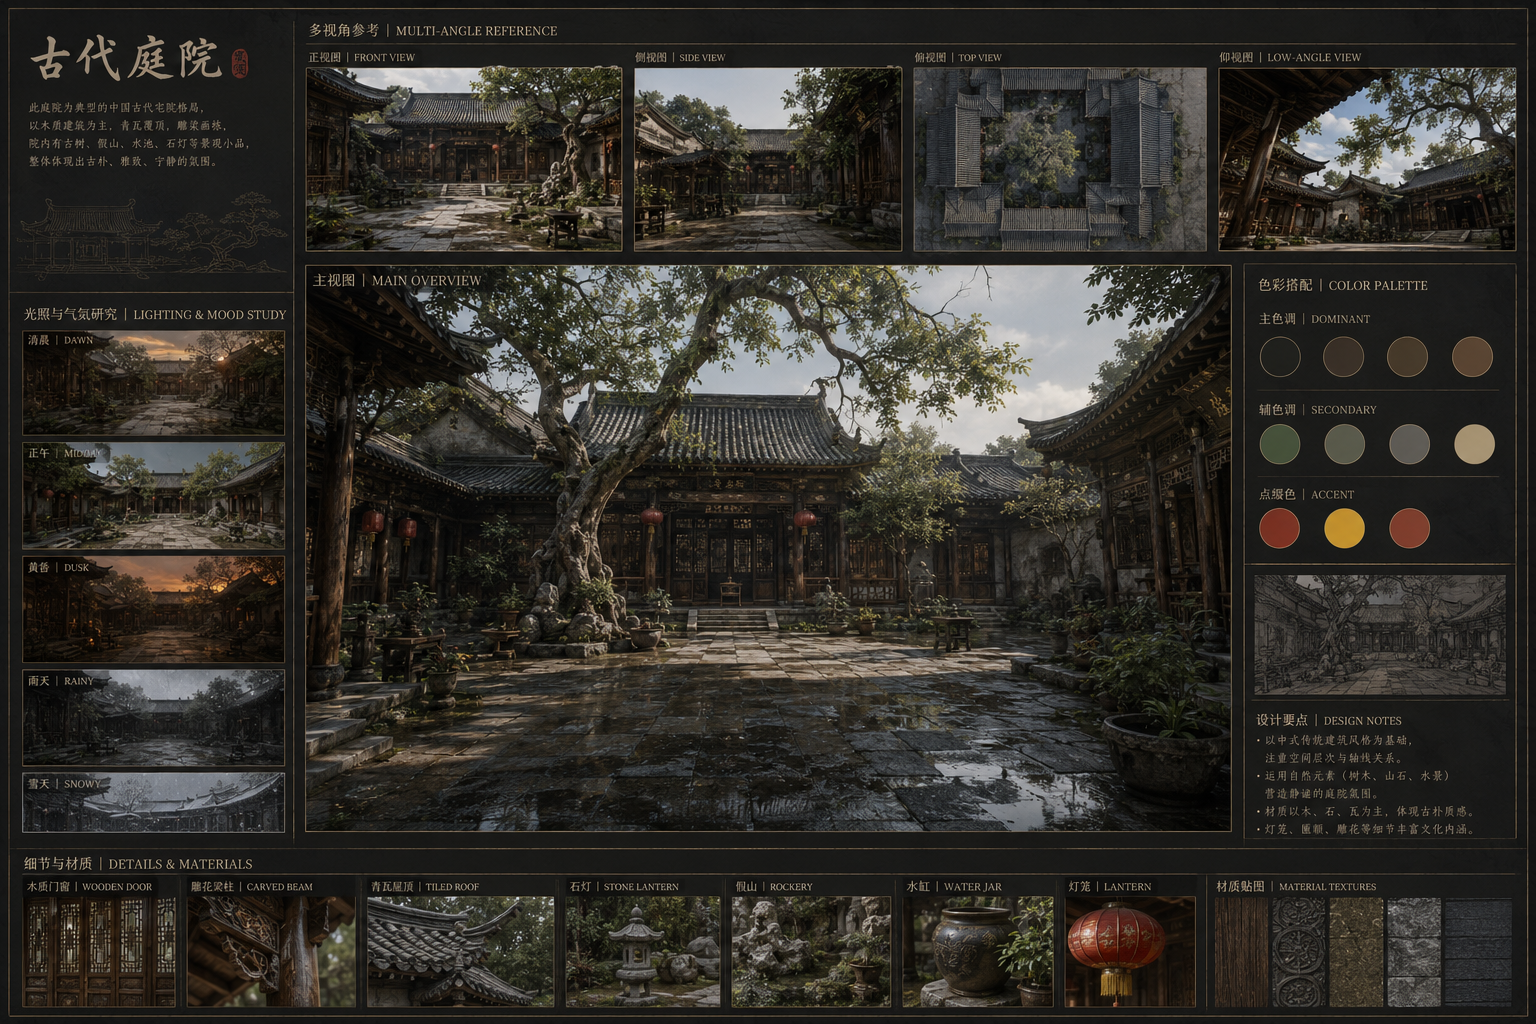 古代庭院
此庭院为典型的中国古代宅院格局，
以木质建筑为主，青瓦覆顶，雕梁画栋，
院内有古树、假山、水池、石灯等景观小品，
整体体现出古朴、雅致、宁静的氛围。
光照与气氛研究 | LIGHTING & MOOD STUDY
清晨 | DAWN
正午 | MIDDAY
黄昏 | DUSK
雨天 | RAINY
雪天 | SNOWY
多视角参考 | MULTI-ANGLE REFERENCE
正视图 | FRONT VIEW
侧视图 | SIDE VIEW
俯视图 | TOP VIEW
仰视图 | LOW-ANGLE VIEW
主视图 | MAIN OVERVIEW
色彩搭配 | COLOR PALETTE
主色调 | DOMINANT
辅色调 | SECONDARY
点缀色 | ACCENT
设计要点 | DESIGN NOTES
• 以中式传统建筑风格为基础，
注重空间层次与轴线关系。
• 运用自然元素（树木、山石、水景）
营造静谧的庭院氛围。
• 材质以木、石、瓦为主，体现古朴质感。
• 灯笼、匾额、雕花等细节丰富文化内涵。
细节与材质 | DETAILS & MATERIALS
木质门窗 | WOODEN DOOR
雕花梁柱 | CARVED BEAM
青瓦屋顶 | TILED ROOF
石灯 | STONE LANTERN
假山 | ROCKERY
水缸 | WATER JAR
灯笼 | LANTERN
材质贴图 | MATERIAL TEXTURES